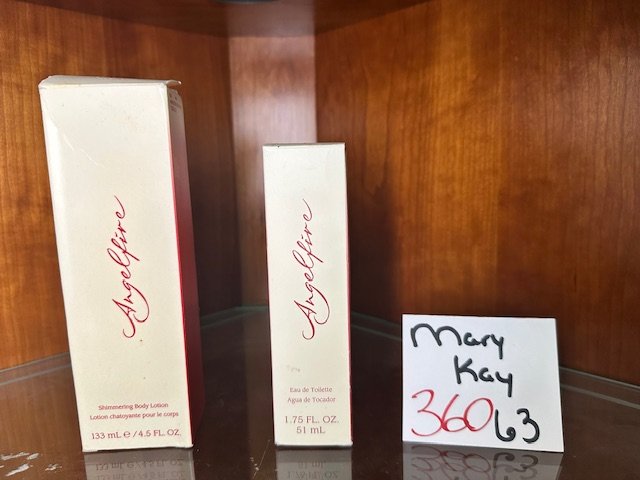 Angelfire
Shimmering Body Lotion
Lotion chatoyante pour le corps
133 mL e / 4.5 FL. OZ.
Angelfire
Eau de Toilette
Agua de Tocador
1.75 FL. OZ.
51 mL
Mary
Kay
360 63